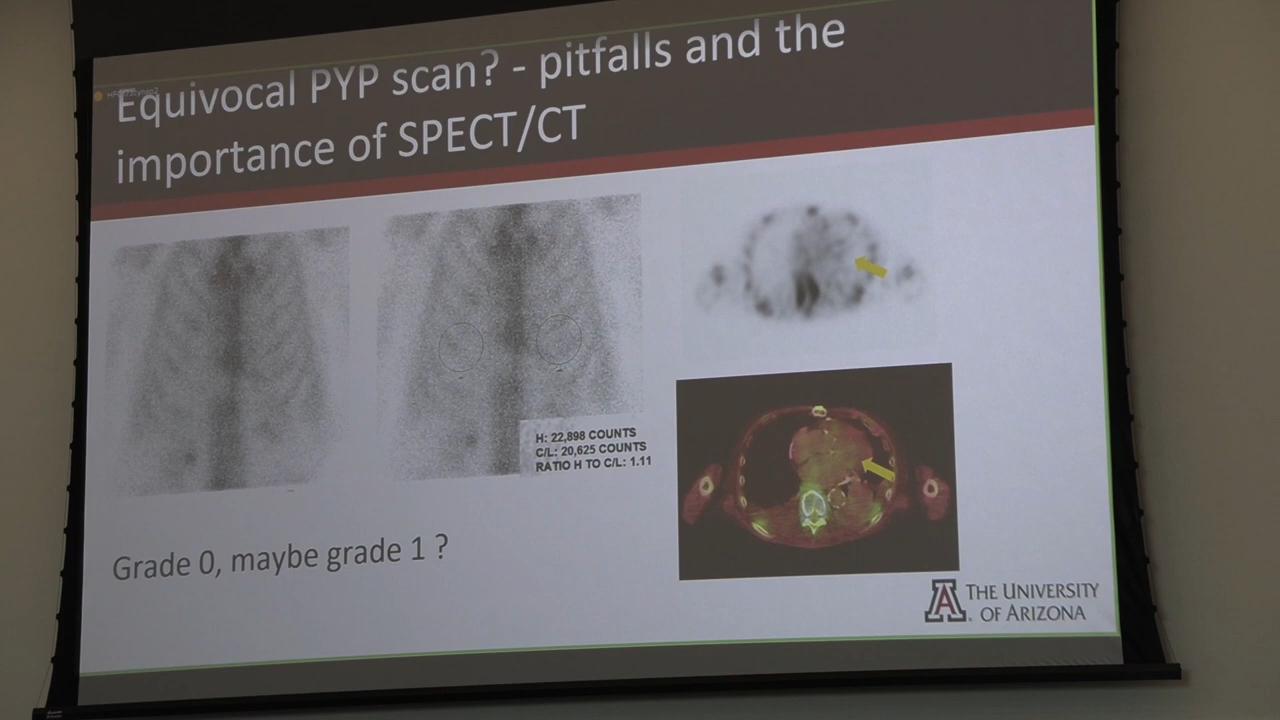 Equivocal PYP scan? - pitfalls and the
importance of SPECT/CT
H: 22,898 COUNTS
C/L: 20,625 COUNTS
RATIO H TO C/L: 1.11
Grade 0, maybe grade 1 ?
A
THE UNIVERSITY
OF ARIZONA